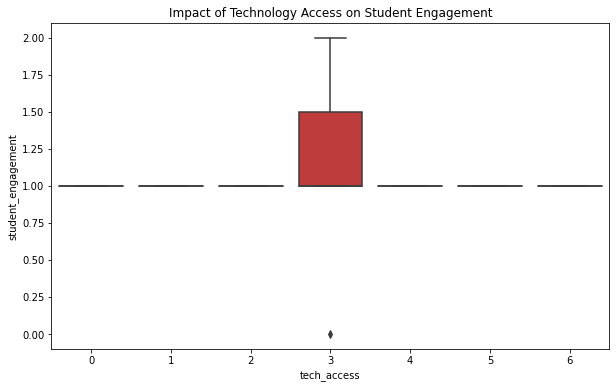 Impact of Technology Access on Student Engagement
2.00
1.75
1.50
1.25
1.00
0.75
0.50
0.25
0.00
student_engagement
0 1 2 3 4 5 6
tech_access